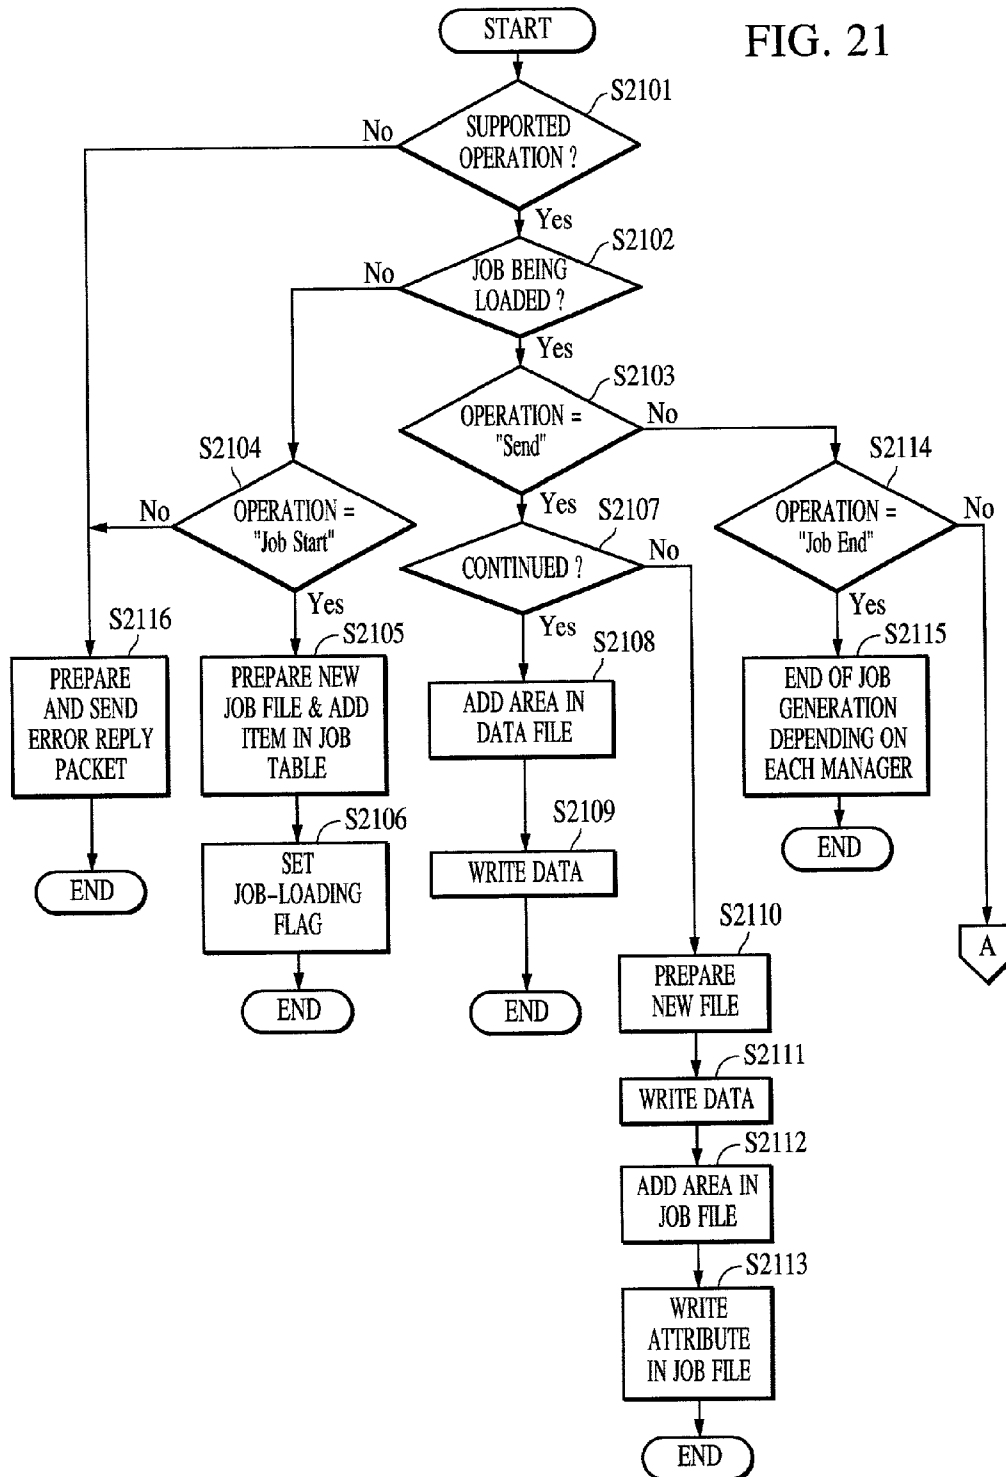 START
FIG. 21
S2101
No
SUPPORTED
OPERATION ?
Yes
S2102
No
JOB BEING
LOADED ?
Yes
S2103
OPERATION =
"Send"
No
Yes
S2104
No
OPERATION =
"Job Start"
Yes
S2107
CONTINUED ?
No
Yes
S2114
OPERATION =
"Job End"
No
Yes
S2116
PREPARE
AND SEND
ERROR REPLY
PACKET
END
S2105
PREPARE NEW
JOB FILE & ADD
ITEM IN JOB
TABLE
S2106
SET
JOB-LOADING
FLAG
END
S2108
ADD AREA IN
DATA FILE
S2109
WRITE DATA
END
S2115
END OF JOB
GENERATION
DEPENDING ON
EACH MANAGER
END
A
S2110
PREPARE
NEW FILE
S2111
WRITE DATA
S2112
ADD AREA IN
JOB FILE
S2113
WRITE
ATTRIBUTE
IN JOB FILE
END